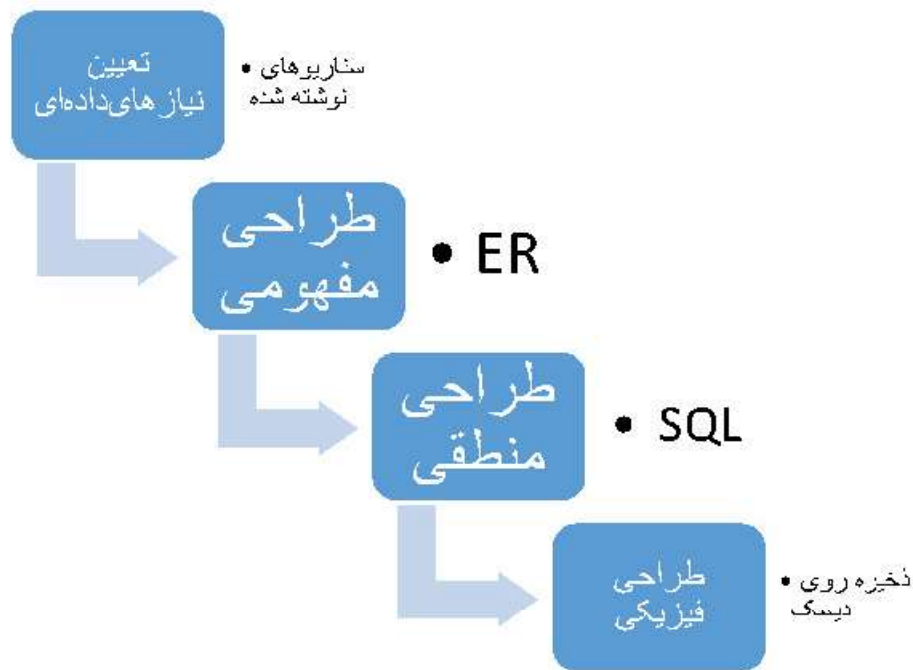 تعیین
نیازهای‌داده‌ای
• سناریوهای
نوشته شده
طراحی
مفهومی
• ER
طراحی
منطقی
• SQL
طراحی
فیزیکی
• ذخیره روی
دیسک